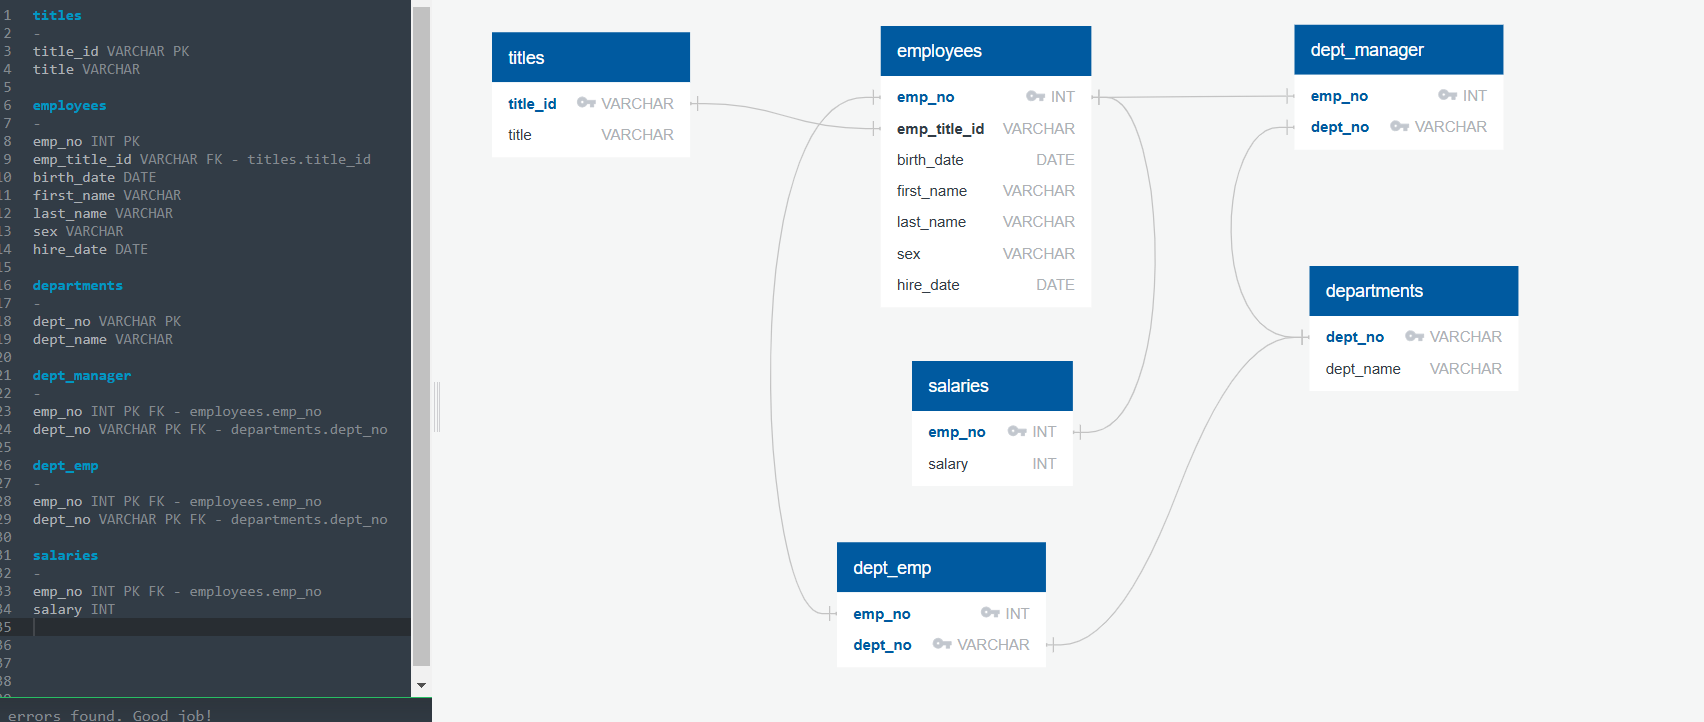 1 titles
2 -
3 title_id VARCHAR PK
4 title VARCHAR
5
6 employees
7 -
8 emp_no INT PK
9 emp_title_id VARCHAR FK - titles.title_id
10 birth_date DATE
11 first_name VARCHAR
12 last_name VARCHAR
13 sex VARCHAR
14 hire_date DATE
15
16 departments
17 -
18 dept_no VARCHAR PK
19 dept_name VARCHAR
20
21 dept_manager
22 -
23 emp_no INT PK FK - employees.emp_no
24 dept_no VARCHAR PK FK - departments.dept_no
25
26 dept_emp
27 -
28 emp_no INT PK FK - employees.emp_no
29 dept_no VARCHAR PK FK - departments.dept_no
30
31 salaries
32 -
33 emp_no INT PK FK - employees.emp_no
34 salary INT
35
36
37
38
errors found. Good job!
titles
title_id VARCHAR
title VARCHAR
employees
emp_no INT
emp_title_id VARCHAR
birth_date DATE
first_name VARCHAR
last_name VARCHAR
sex VARCHAR
hire_date DATE
dept_manager
emp_no INT
dept_no VARCHAR
departments
dept_no VARCHAR
dept_name VARCHAR
salaries
emp_no INT
salary INT
dept_emp
emp_no INT
dept_no VARCHAR